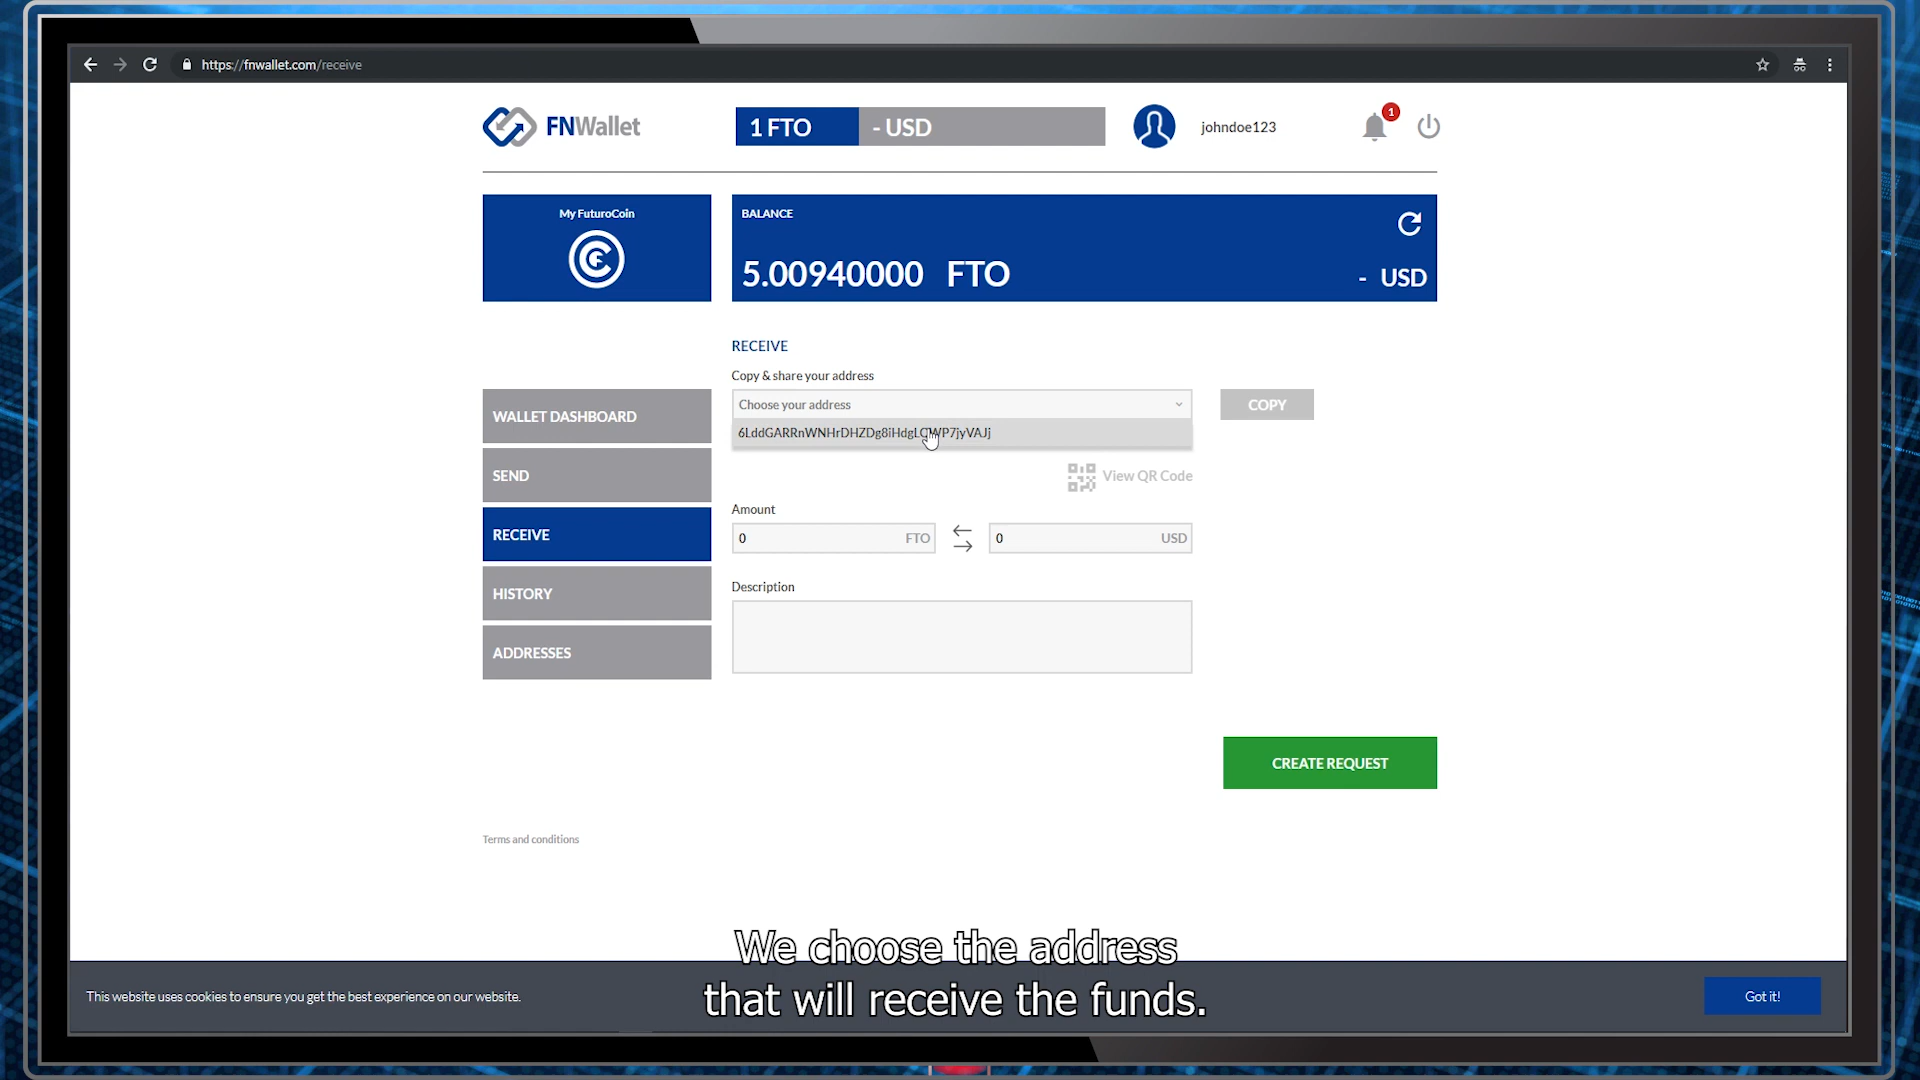 https://fnwallet.com/receive
FNWallet
1 FTO
- USD
johndoe123
1
My FuturoCoin
BALANCE
5.00940000 FTO
- USD
RECEIVE
Copy & share your address
Choose your address
COPY
View QR Code
Amount
0 FTO
0 USD
Description
WALLET DASHBOARD
SEND
RECEIVE
HISTORY
ADDRESSES
CREATE REQUEST
Terms and conditions
We choose the address
that will receive the funds.
This website uses cookies to ensure you get the best experience on our website.
Got it!